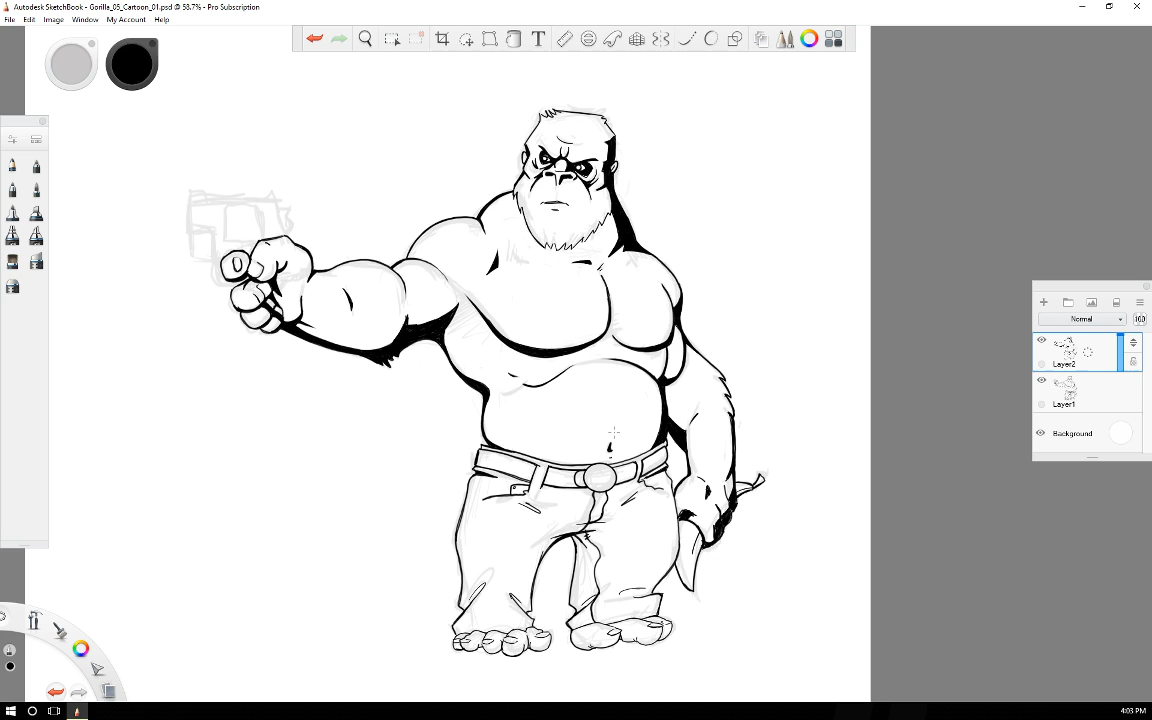 Autodesk SketchBook - Gorilla_05_Cartoon_01.psd @ 58.7% - Pro Subscription
File Edit Image Window My Account Help
T
Normal 100
Layer2
Layer1
Background
4:03 PM